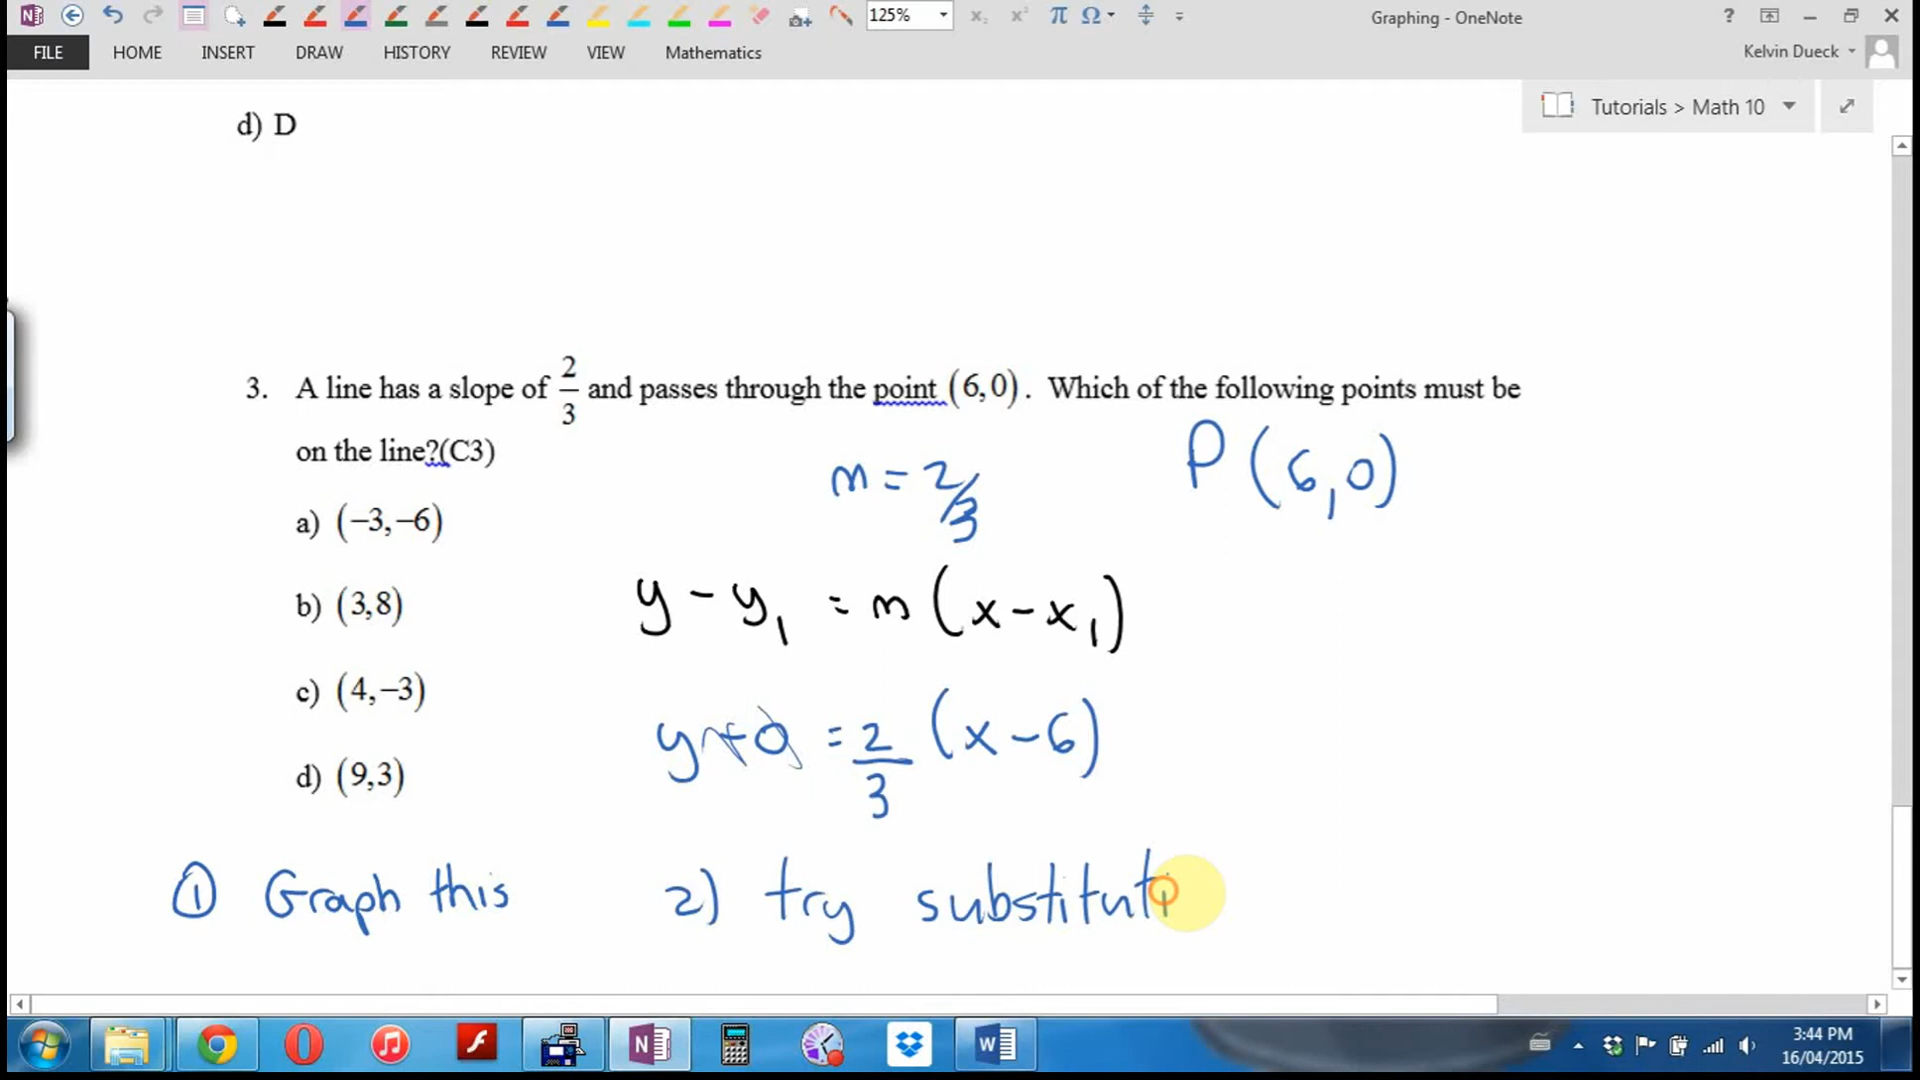 125%
x₂ x² π Ω
Graphing - OneNote
?
FILE HOME INSERT DRAW HISTORY REVIEW VIEW Mathematics
Kelvin Dueck
Tutorials > Math 10
d) D
3. A line has a slope of 2/3 and passes through the point (6,0). Which of the following points must be
on the line?(C3)
m = 2/3
P (6,0)
a) (−3,−6)
b) (3,8)
y - y₁ = m (x - x₁)
c) (4,−3)
y + 0 = 2/3 (x - 6)
d) (9,3)
① Graph this
2) try substituti
3:44 PM
16/04/2015